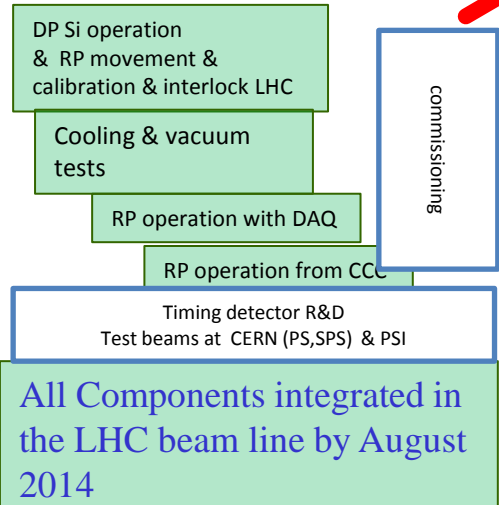 DP Si operation
& RP movement &
calibration & interlock LHC
commissioning
Cooling & vacuum
tests
RP operation with DAQ
RP operation from CCC
Timing detector R&D
Test beams at CERN (PS,SPS) & PSI
All Components integrated in
the LHC beam line by August
2014